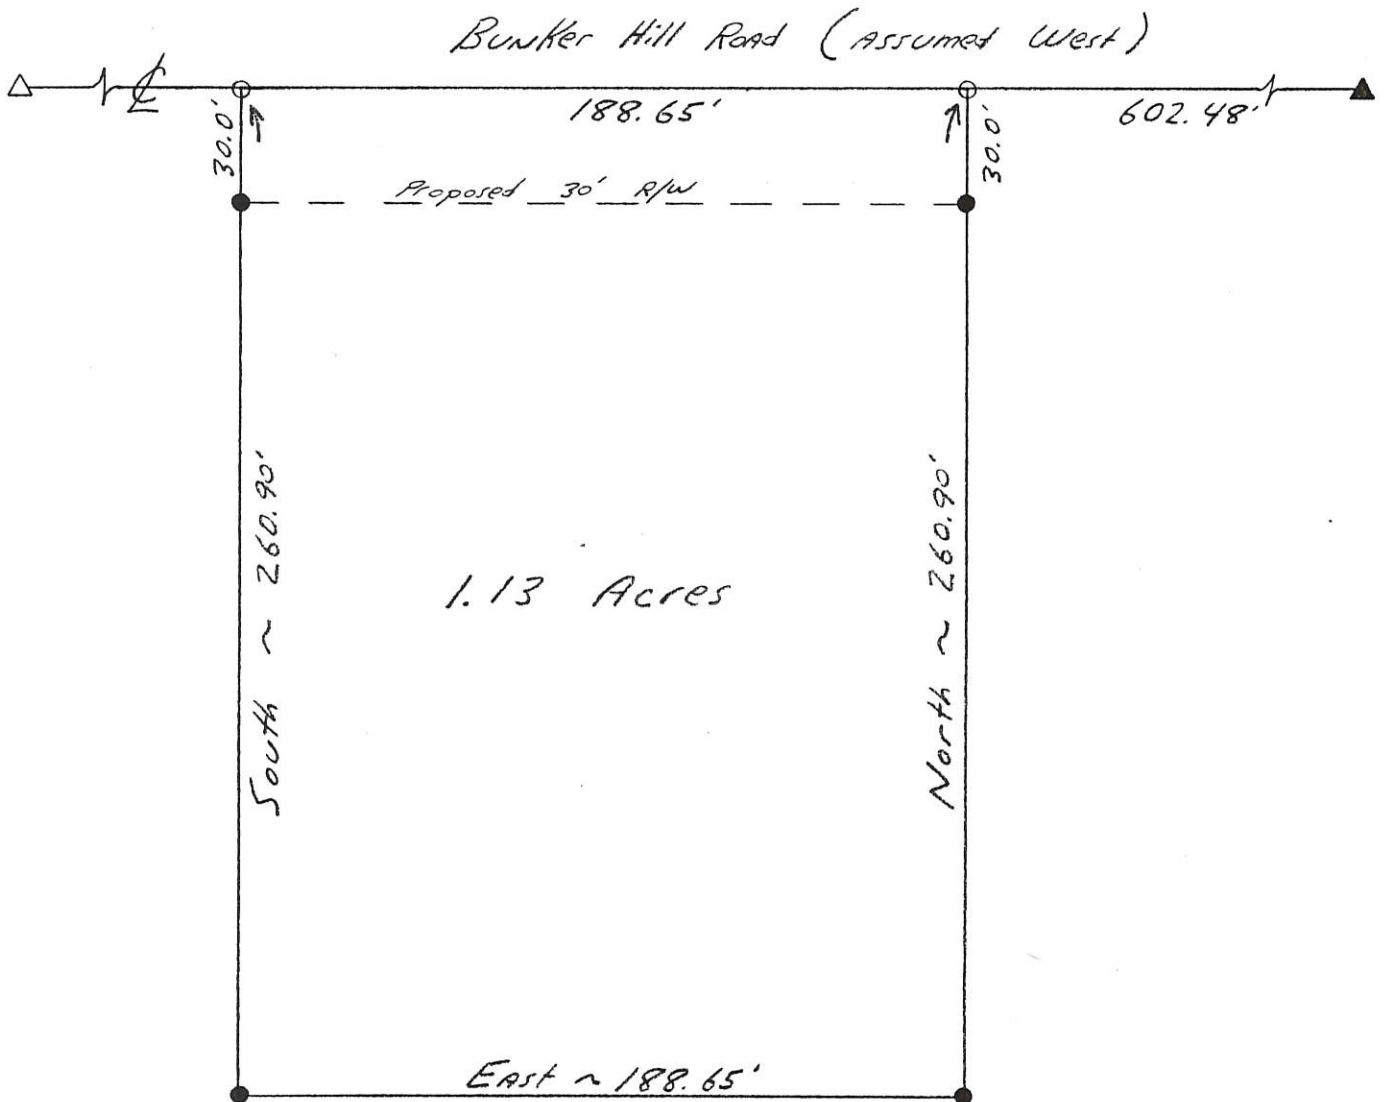 Bunker Hill Road (Assumed West)
℄
188.65'
602.48'
30.0'
30.0'
Proposed 30' R/W
South ~ 260.90'
North ~ 260.90'
1.13 Acres
East ~ 188.65'